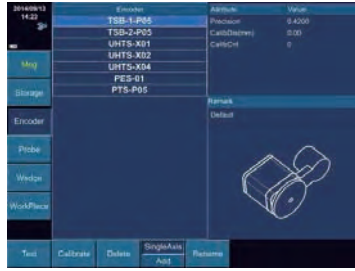 2014/09/13
14:22
Msg
Storage
Encoder
Probe
Wedge
WorkPiece
Encoder
TSB-1-P05
TSB-2-P05
UHTS-X01
UHTS-X02
UHTS-X04
PES-01
PTS-P05
Attribute Value
Precision 0.4200
CalibDis(mm) 0.00
CalibCnt 0
Remark
Default
Test
Calibrate
Delete
SingleAxis
Add
Rename